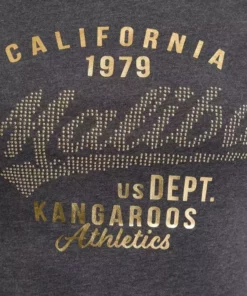 CALIFORNIA
1979
Malibu
US DEPT.
KANGAROOS
Athletics